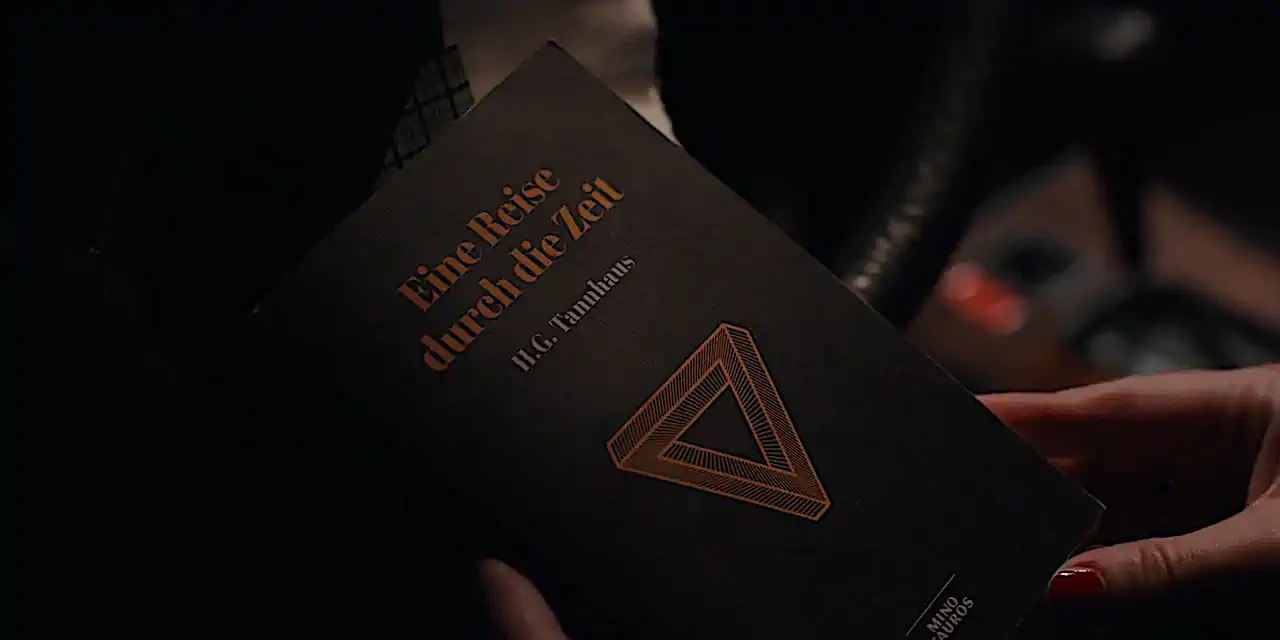 Eine Reise
durch die Zeit
H.G. Tannhaus
MINO
TAUROS